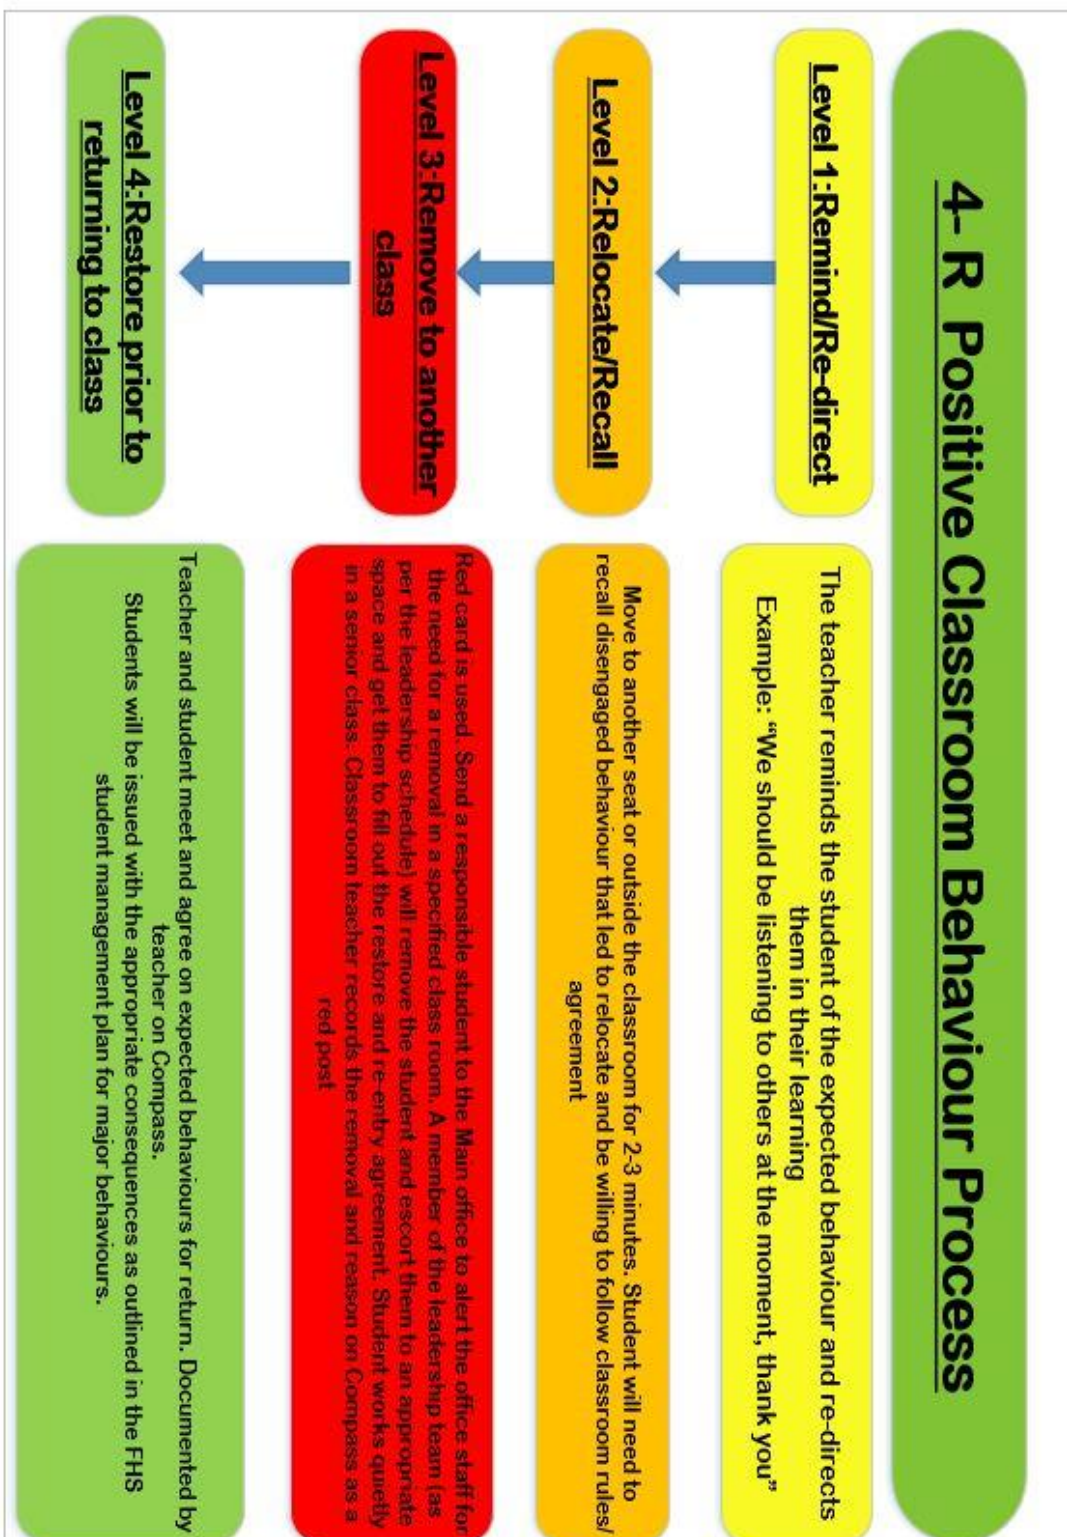 4- R Positive Classroom Behaviour Process
Level 1:Remind/Re-direct
The teacher reminds the student of the expected behaviour and re-directs
them in their learning
Example: “We should be listening to others at the moment, thank you”
Level 2:Relocate/Recall
Move to another seat or outside the classroom for 2-3 minutes. Student will need to
recall disengaged behaviour that led to relocate and be willing to follow classroom rules/
agreement
Level 3:Remove to another
class
Red card is used. Send a responsible student to the Main office to alert the office staff for
the need for a removal in a specified class room. A member of the leadership team (as
per the leadership schedule) will remove the student and escort them to an appropriate
space and get them to fill out the restore and re-entry agreement. Student works quietly
in a senior class. Classroom teacher records the removal and reason on Compass as a
red post
Level 4:Restore prior to
returning to class
Teacher and student meet and agree on expected behaviours for return. Documented by
teacher on Compass.
Students will be issued with the appropriate consequences as outlined in the FHS
student management plan for major behaviours.